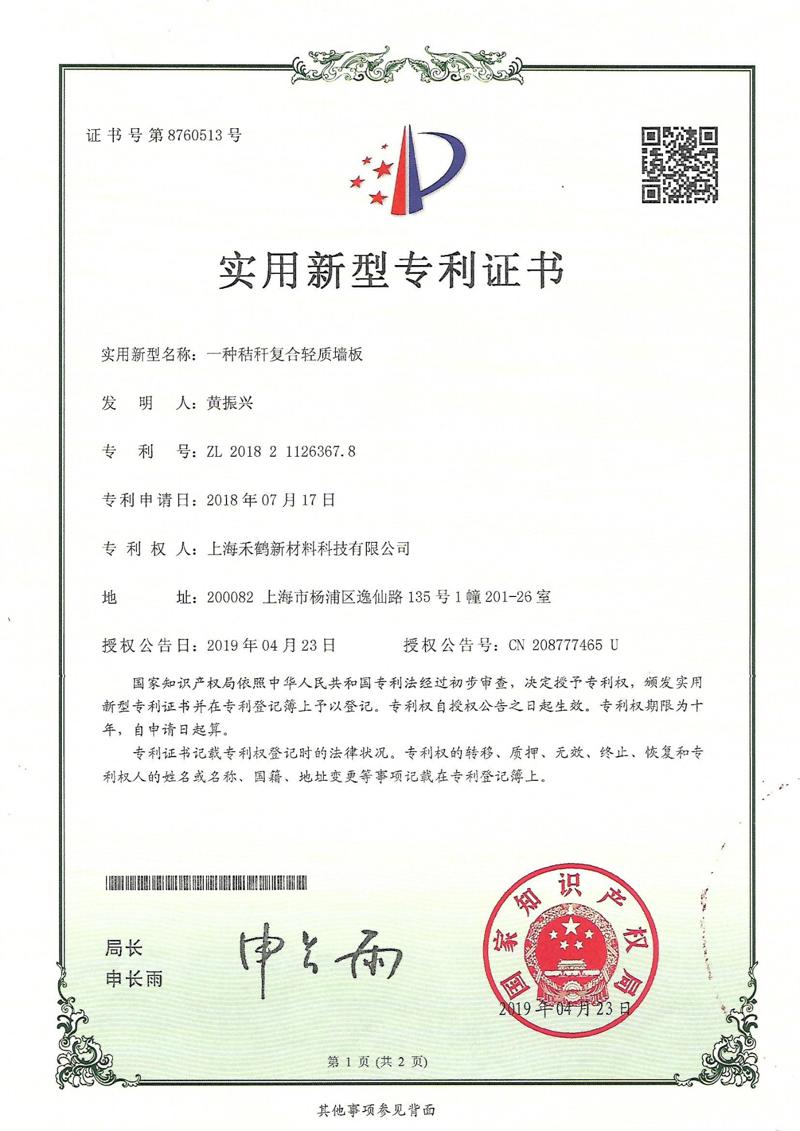 证书号第8760513号
实用新型专利证书
实用新型名称：一种秸秆复合轻质墙板
发明人：黄振兴
专利号：ZL 2018 2 1126367.8
专利申请日：2018年07月17日
专利权人：上海禾鹤新材料科技有限公司
地址：200082 上海市杨浦区逸仙路135号1幢201-26室
授权公告日：2019年04月23日 授权公告号：CN 208777465 U
国家知识产权局依照中华人民共和国专利法经过初步审查，决定授予专利权，颁发实用
新型专利证书并在专利登记簿上予以登记。专利权自授权公告之日起生效。专利权期限为十
年，自申请日起算。
专利证书记载专利权登记时的法律状况。专利权的转移、质押、无效、终止、恢复和专
利权人的姓名或名称、国籍、地址变更等事项记载在专利登记簿上。
局长
申长雨
申长雨
国家知识产权局
2019年04月23日
第 1 页 (共 2 页)
其他事项参见背面